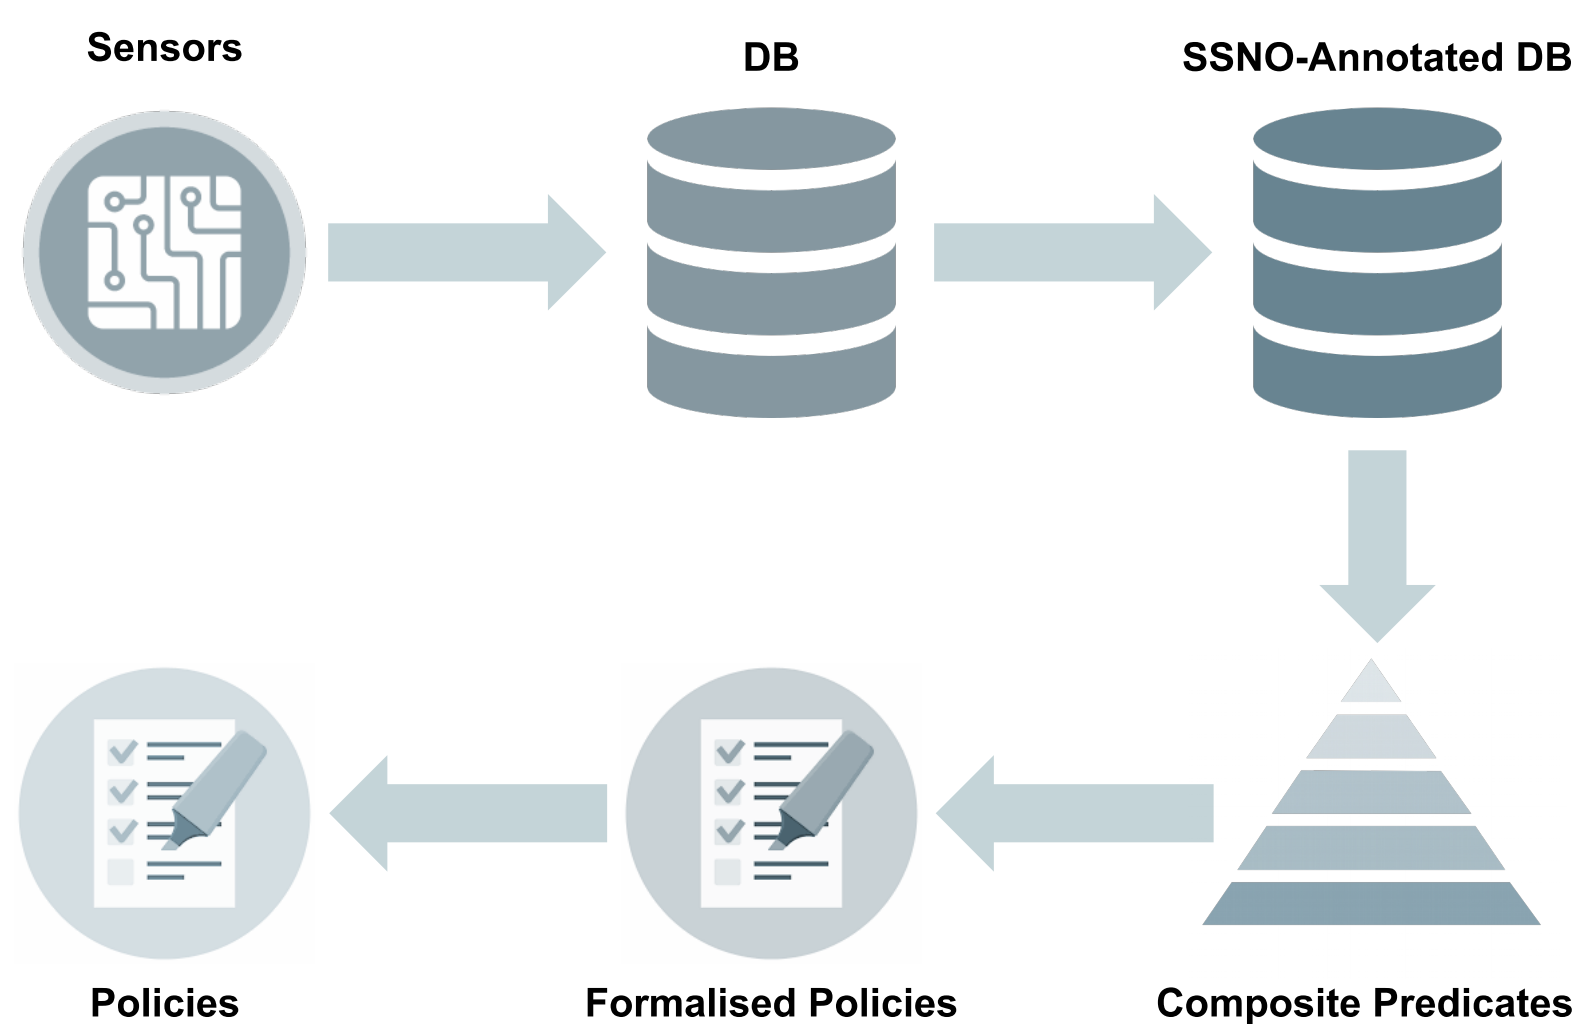 Sensors
DB
SSNO-Annotated DB
Policies
Formalised Policies
Composite Predicates